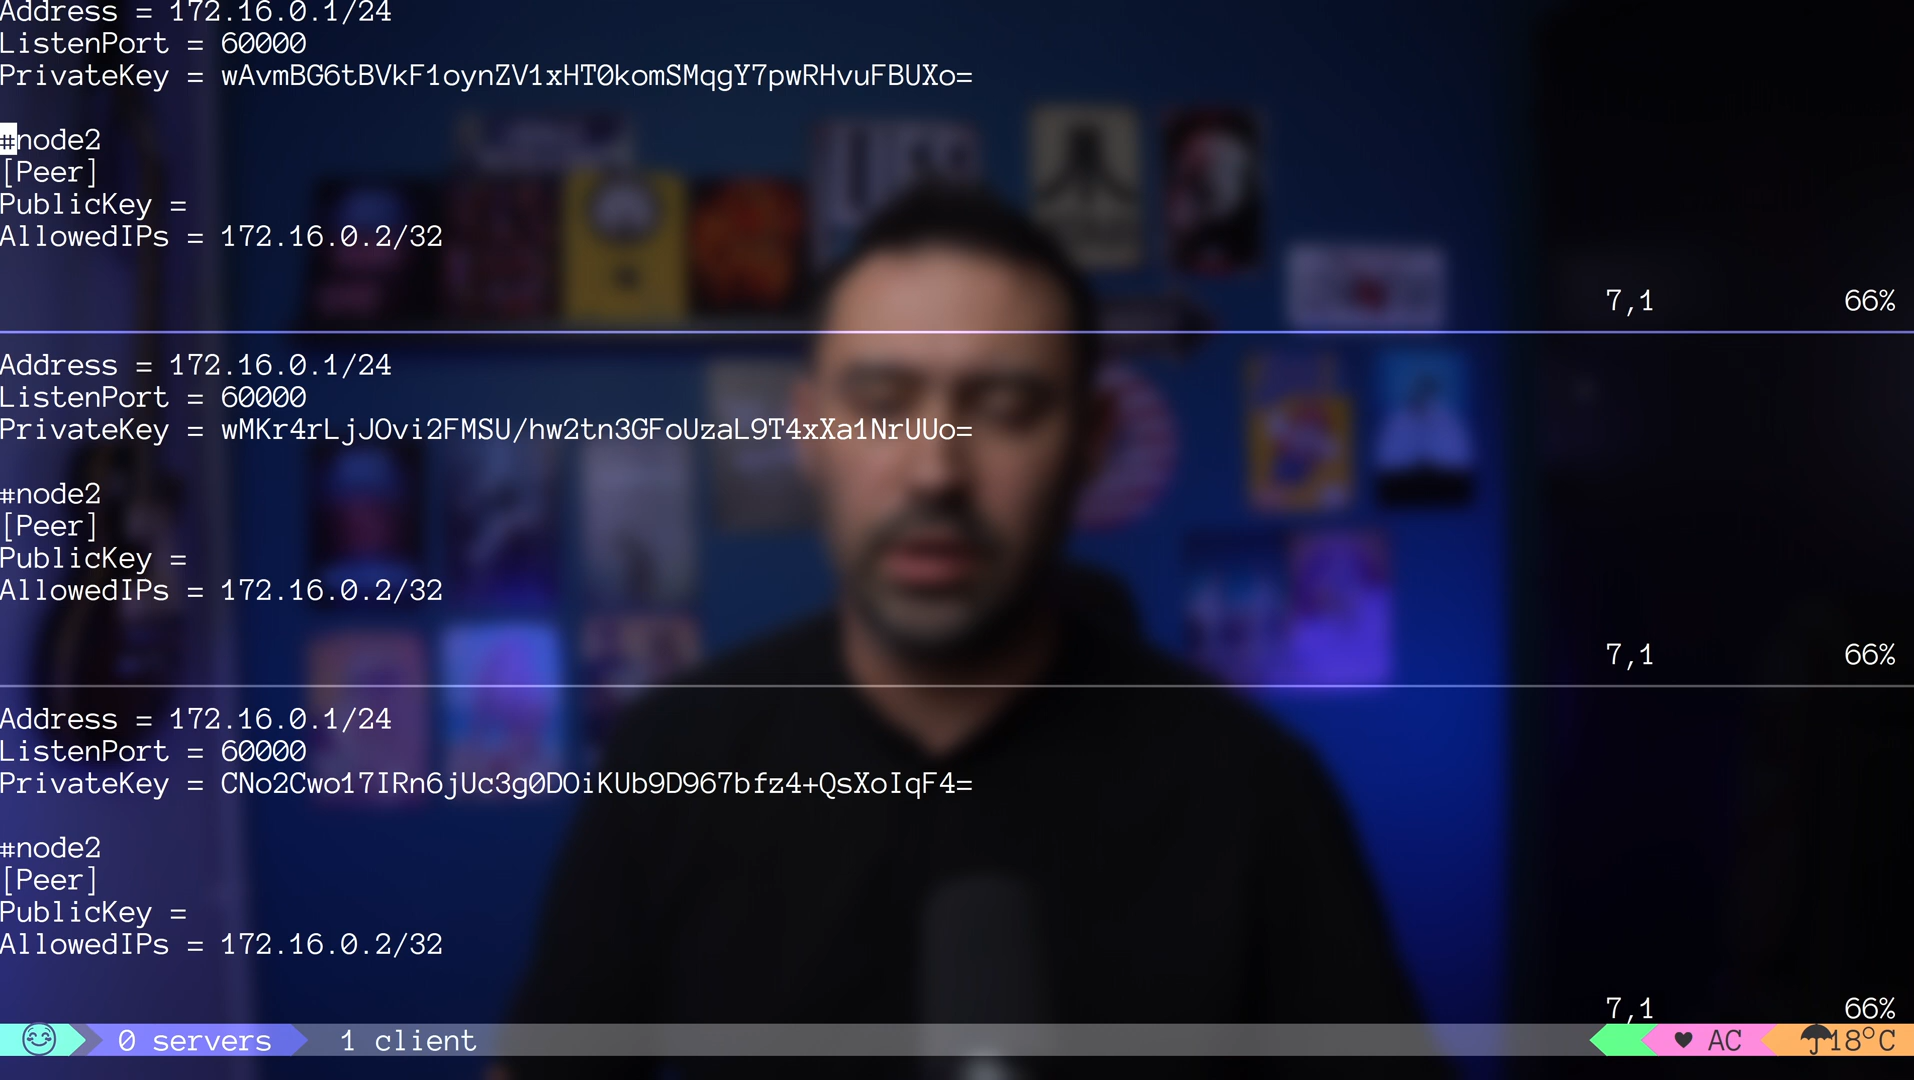 Address = 172.16.0.1/24
ListenPort = 60000
PrivateKey = wAvmBG6tBVkF1oynZV1xHT0komSMqgY7pwRHvuFBUXo=
#node2
[Peer]
PublicKey =
AllowedIPs = 172.16.0.2/32
7,1 66%
Address = 172.16.0.1/24
ListenPort = 60000
PrivateKey = wMKr4rLjJOvi2FMSU/hw2tn3GFoUzaL9T4xXa1NrUUo=
#node2
[Peer]
PublicKey =
AllowedIPs = 172.16.0.2/32
7,1 66%
Address = 172.16.0.1/24
ListenPort = 60000
PrivateKey = CNo2Cwo17IRn6jUc3g0DOiKUb9D967bfz4+QsXoIqF4=
#node2
[Peer]
PublicKey =
AllowedIPs = 172.16.0.2/32
7,1 66%
0 servers 1 client ♥ AC 18°C